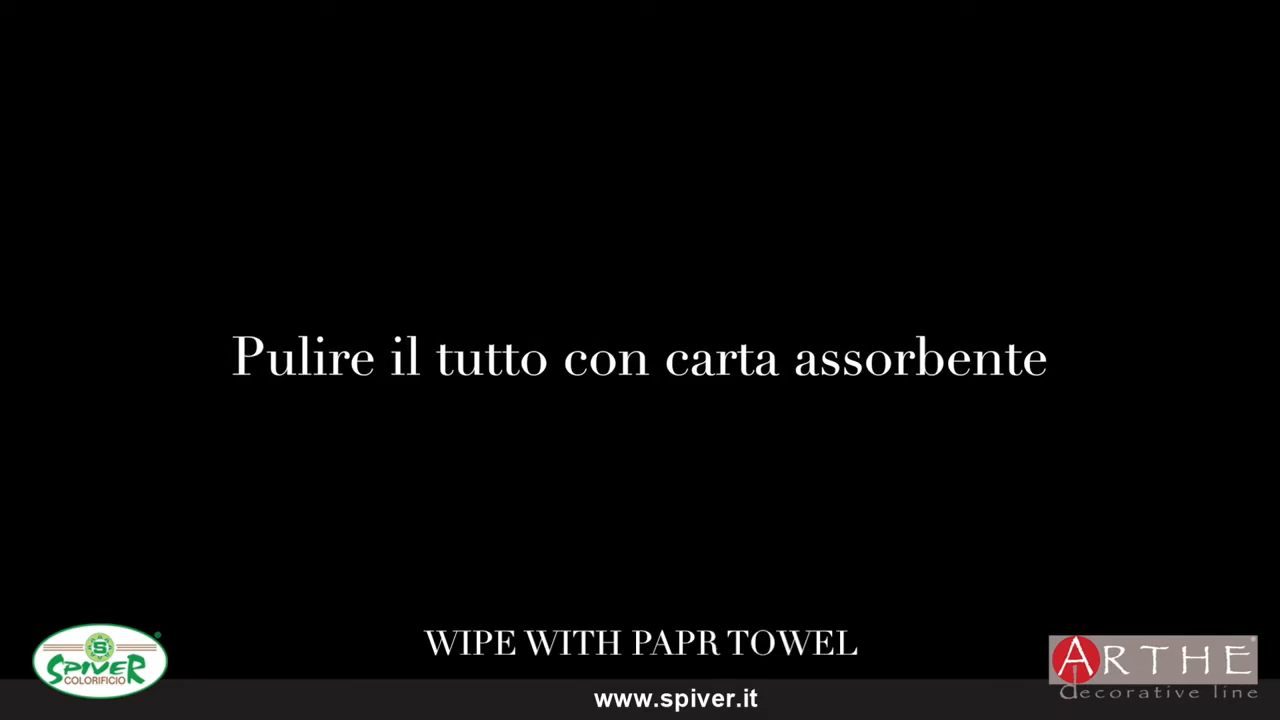 Pulire il tutto con carta assorbente
WIPE WITH PAPR TOWEL
S
SPIVER
COLORIFICIO
ARTHE
decorative line
www.spiver.it